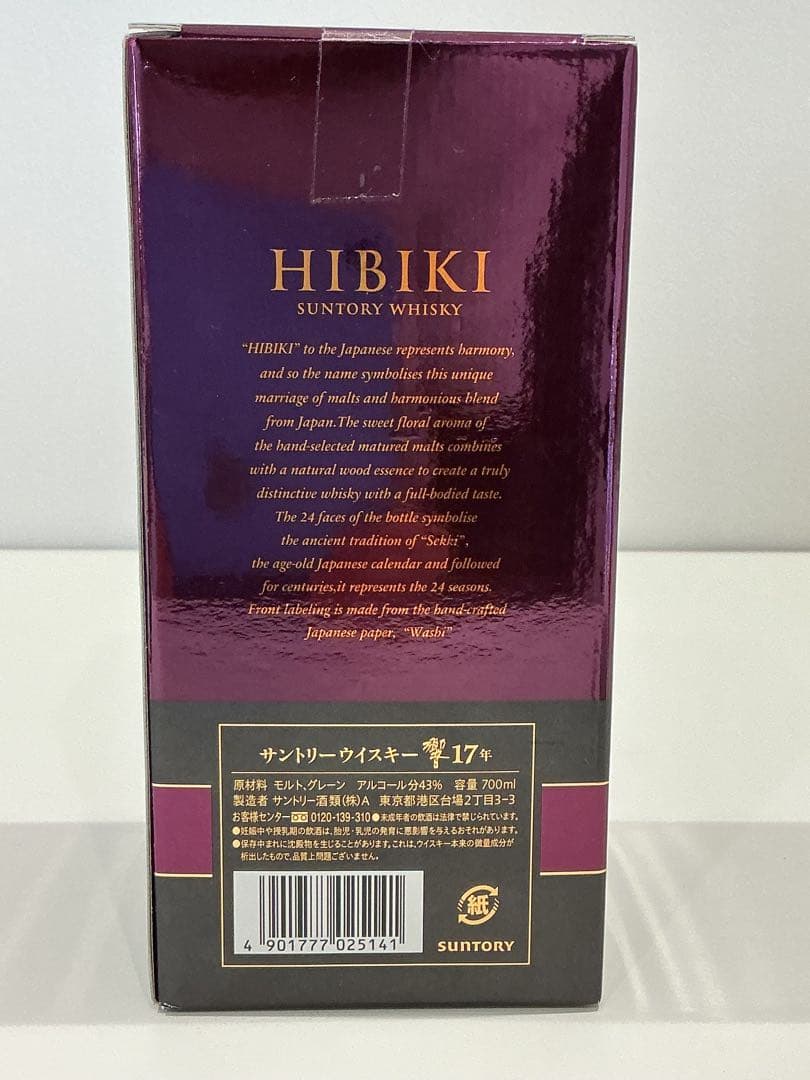 HIBIKI
SUNTORY WHISKY
“HIBIKI” to the Japanese represents harmony,
and so the name symbolises this unique
marriage of malts and harmonious blend
from Japan.The sweet floral aroma of
the hand-selected matured malts combines
with a natural wood essence to create a truly
distinctive whisky with a full-bodied taste.
The 24 faces of the bottle symbolise
the ancient tradition of “Sekki”,
the age-old Japanese calendar and followed
for centuries,it represents the 24 seasons.
Front labeling is made from the hand-crafted
Japanese paper, “Washi”
サントリーウイスキー 響 17年
原材料 モルト、グレーン アルコール分43% 容量 700ml
製造者 サントリー酒類(株)A 東京都港区台場2丁目3-3
お客様センター 0120-139-310 ●未成年者の飲酒は法律で禁じられています。
●妊娠中や授乳期の飲酒は、胎児・乳児の発育に悪影響を与えるおそれがあります。
●保存中まれに沈殿物を生じることがあります。これは、ウイスキー本来の微量成分が
析出したもので、品質上問題ございません。
4 901777 025141
紙
SUNTORY